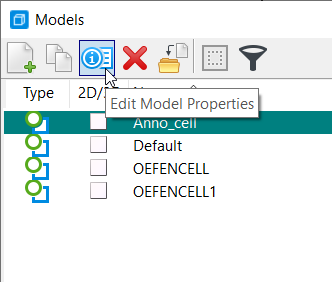 Models
Type 2D/
Edit Model Properties
Anno_cell
Default
OEFENCELL
OEFENCELL1